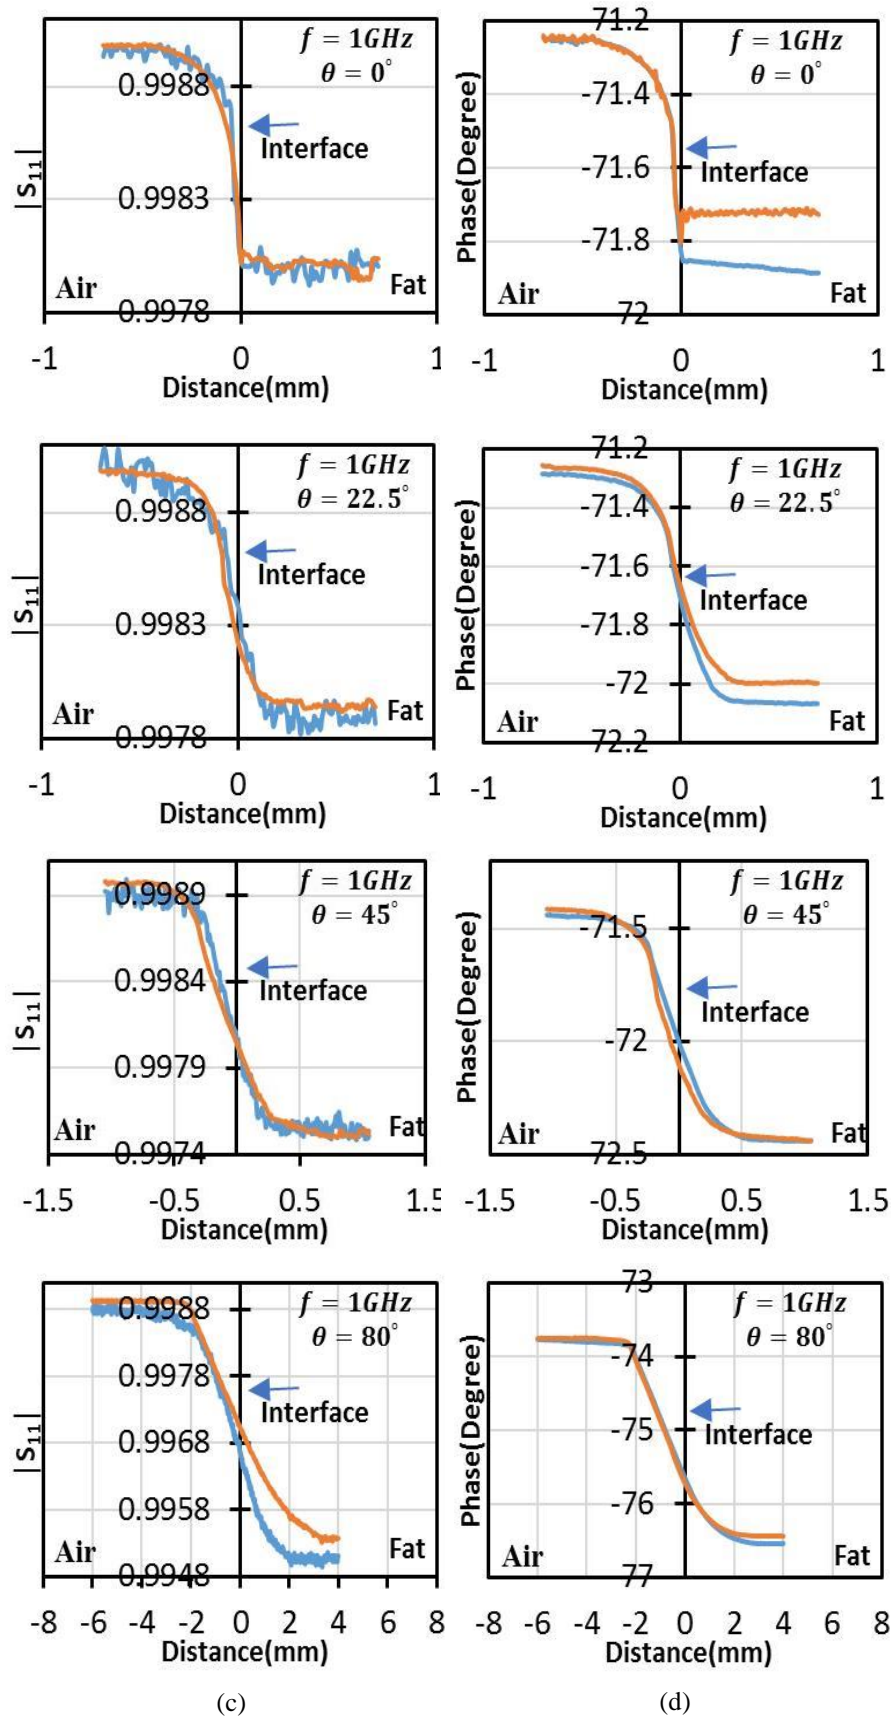 f = 1GHz
θ = 0°
0.9988
Interface
|S₁₁|
0.9983
Air
Fat
0.9978
-1 0 1
Distance(mm)
71.2
f = 1GHz
θ = 0°
-71.4
Phase(Degree)
-71.6
Interface
-71.8
Air
Fat
72
-1 0 1
Distance(mm)
f = 1GHz
θ = 22.5°
0.9988
Interface
|S₁₁|
0.9983
Air
Fat
0.9978
-1 0 1
Distance(mm)
71.2
f = 1GHz
θ = 22.5°
-71.4
Phase(Degree)
-71.6
Interface
-71.8
-72
Air
Fat
72.2
-1 0 1
Distance(mm)
f = 1GHz
θ = 45°
0.9989
0.9984
Interface
|S₁₁|
0.9979
Air
Fat
0.9974
-1.5 -0.5 0.5 1.5
Distance(mm)
f = 1GHz
θ = 45°
-71.5
Phase(Degree)
Interface
-72
Air
Fat
72.5
-1.5 -0.5 0.5 1.5
Distance(mm)
f = 1GHz
θ = 80°
0.9988
0.9978
Interface
|S₁₁|
0.9968
0.9958
Air
Fat
0.9948
-8 -6 -4 -2 0 2 4 6 8
Distance(mm)
73
f = 1GHz
θ = 80°
-74
Phase(Degree)
-75
Interface
-76
Air
Fat
77
-8 -6 -4 -2 0 2 4 6 8
Distance(mm)
(c)
(d)